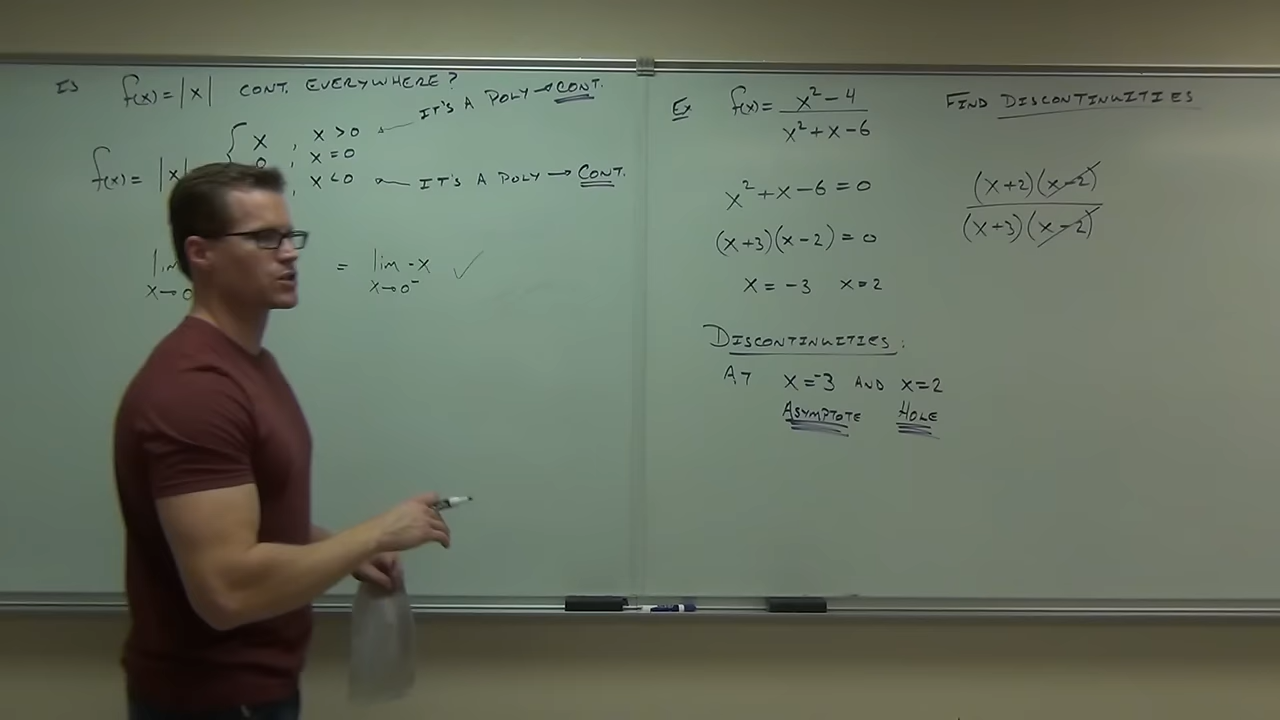 Is f(x) = |x| CONT. EVERYWHERE?
f(x) = |x|
{ x , x > 0 ← IT'S A POLY → CONT.
0 , x = 0
, x < 0 ← IT'S A POLY → CONT.
lim x→0 = lim x→0⁻ -x ✓
Ex f(x) = (x² - 4)/(x² + x - 6) FIND DISCONTINUITIES
x² + x - 6 = 0
(x+3)(x-2) = 0
x = -3 x = 2
(x+2)(x-2)
(x+3)(x-2)
DISCONTINUITIES:
AT x = -3 AND x = 2
ASYMPTOTE HOLE